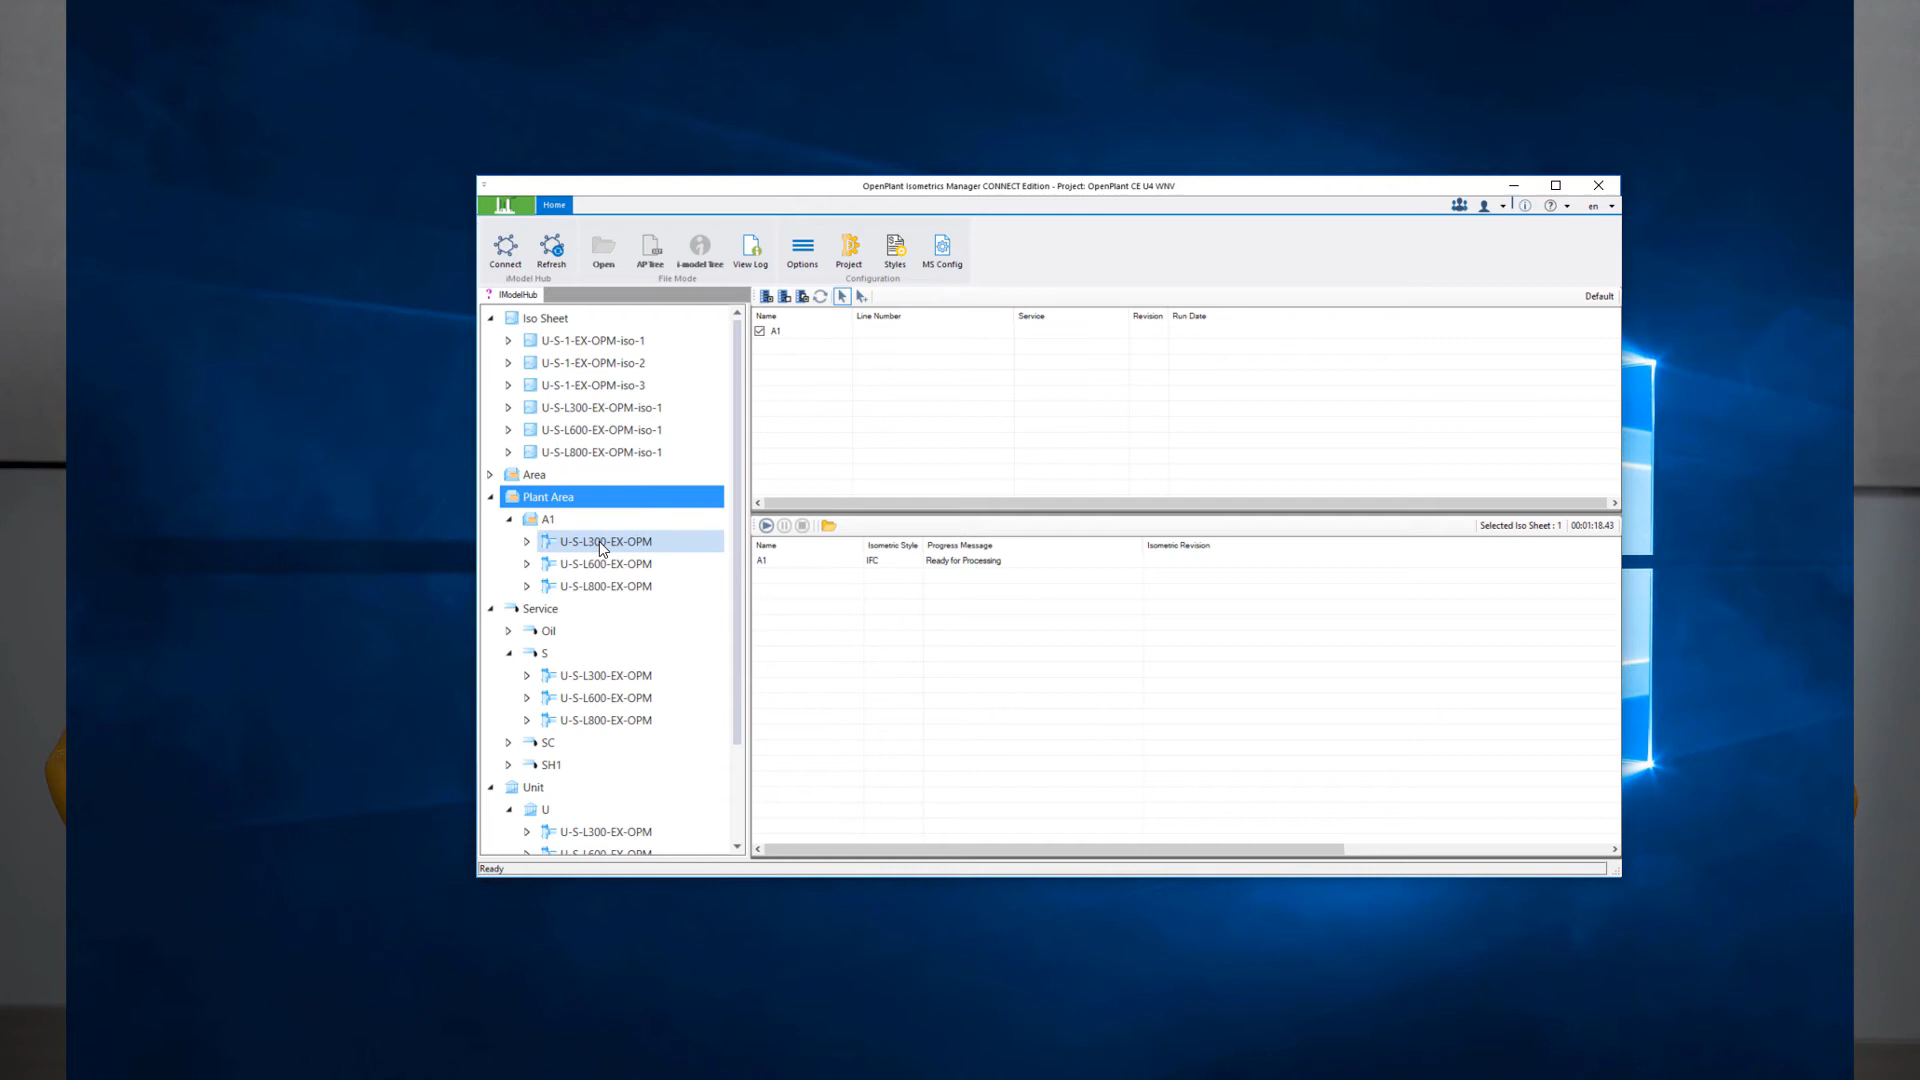 OpenPlant Isometrics Manager CONNECT Edition - Project: OpenPlant CE U4 WNV
Home
en
Connect
Refresh
Open
AP Tree
i-model Tree
View Log
Options
Project
Styles
MS Config
iModel Hub
File Mode
Configuration
? IModelHub
Default
Iso Sheet
U-S-1-EX-OPM-iso-1
U-S-1-EX-OPM-iso-2
U-S-1-EX-OPM-iso-3
U-S-L300-EX-OPM-iso-1
U-S-L600-EX-OPM-iso-1
U-S-L800-EX-OPM-iso-1
Area
Plant Area
A1
U-S-L300-EX-OPM
U-S-L600-EX-OPM
U-S-L800-EX-OPM
Service
Oil
S
U-S-L300-EX-OPM
U-S-L600-EX-OPM
U-S-L800-EX-OPM
SC
SH1
Unit
U
U-S-L300-EX-OPM
U-S-L600-EX-OPM
Name Line Number Service Revision Run Date
A1
Selected Iso Sheet : 1 00:01:18.43
Name Isometric Style Progress Message Isometric Revision
A1 IFC Ready for Processing
Ready